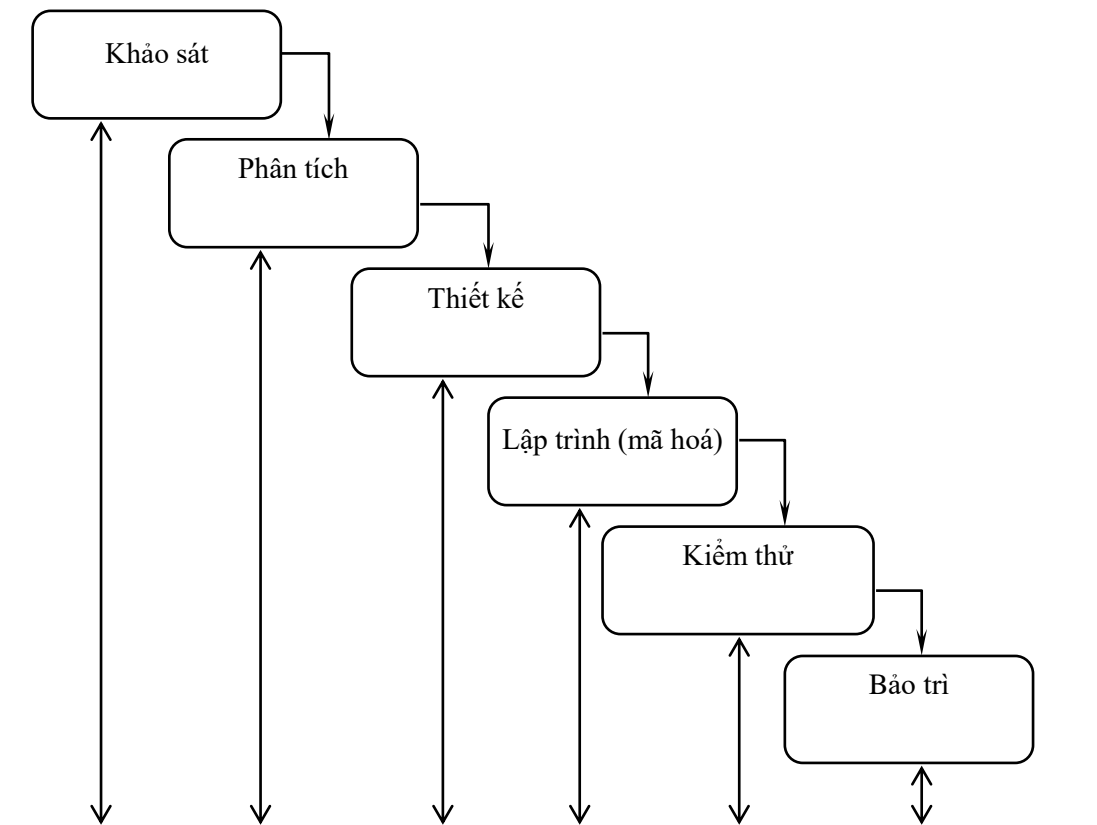 Khảo sát
Phân tích
Thiết kế
Lập trình (mã hoá)
Kiểm thử
Bảo trì